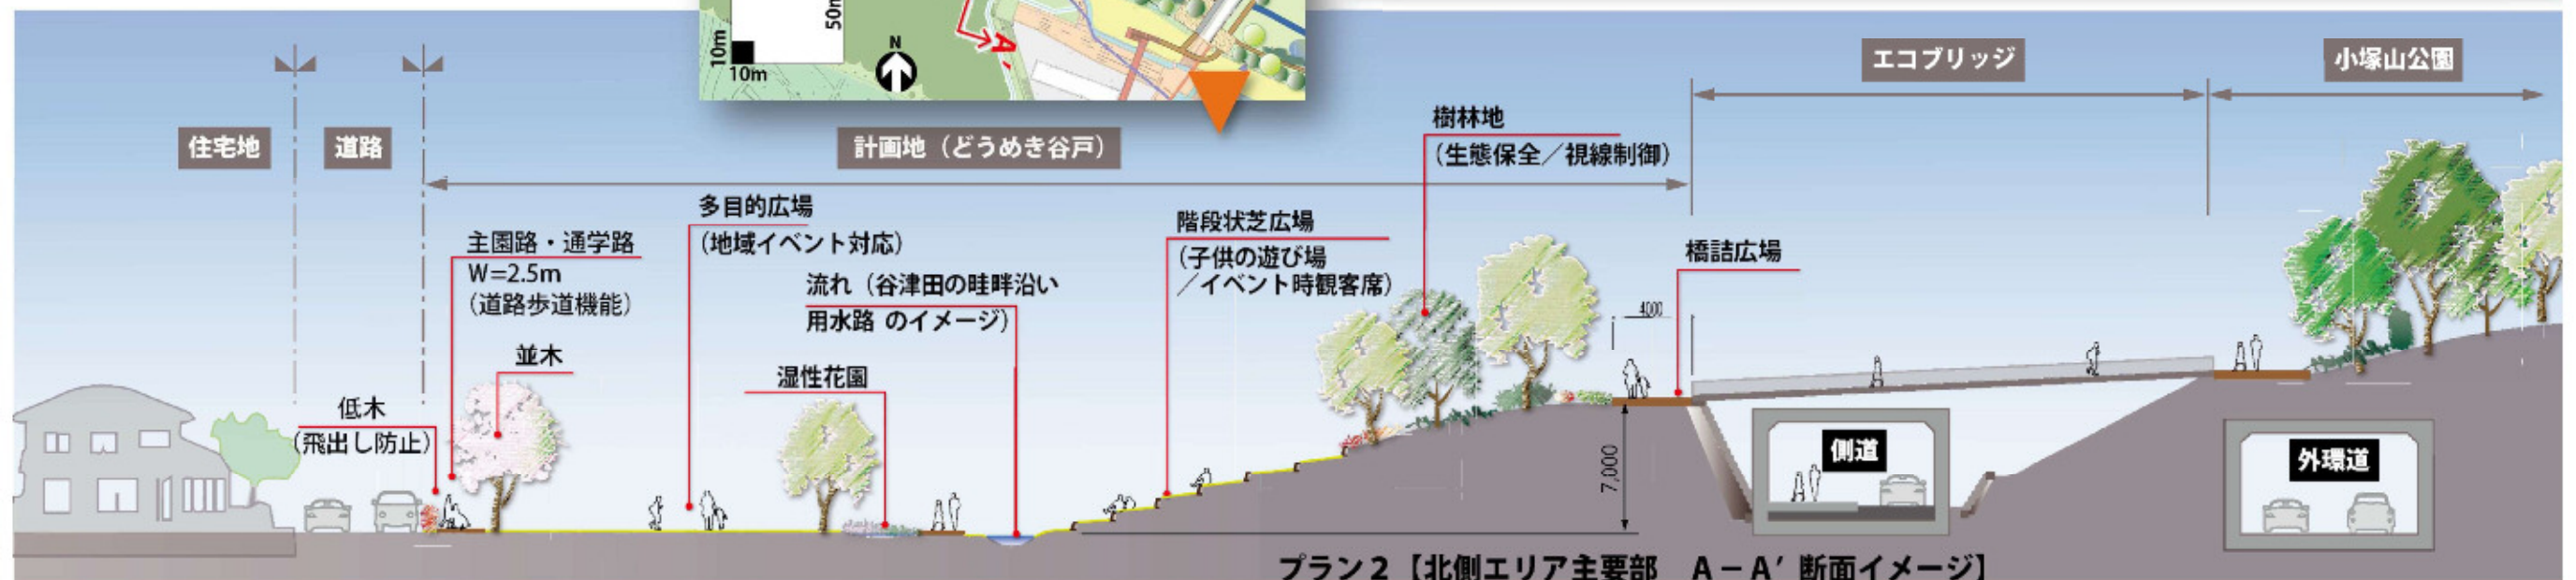 50m
10m
10m
N
A'
エコブリッジ
小塚山公園
住宅地
道路
計画地（どうめき谷戸）
樹林地
（生態保全／視線制御）
主園路・通学路
W=2.5m
（道路歩道機能）
多目的広場
（地域イベント対応）
流れ（谷津田の畦畔沿い
用水路 のイメージ）
階段状芝広場
（子供の遊び場
／イベント時観客席）
橋詰広場
4,000
並木
湿性花園
低木
（飛出し防止）
7,000
側道
外環道
プラン2【北側エリア主要部　A－A′ 断面イメージ】